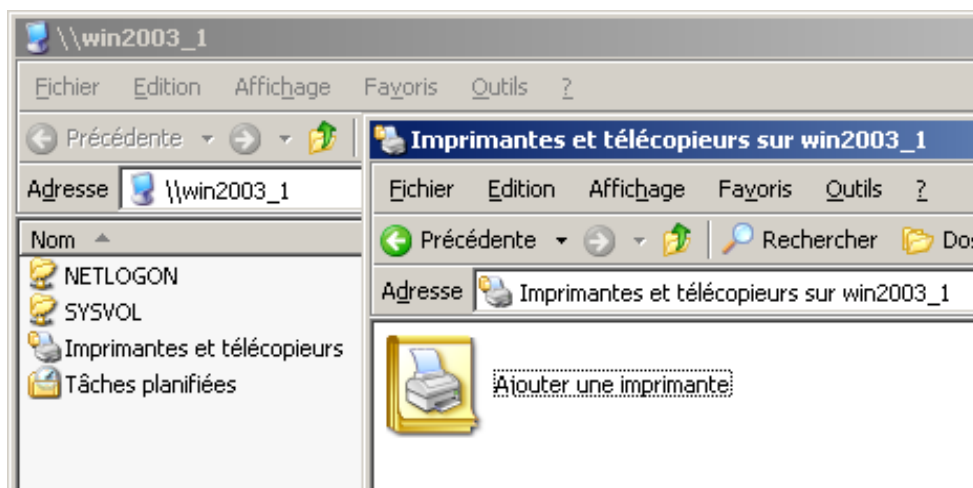 \\win2003_1
Fichier Edition Affichage Favoris Outils ?
Précédente
Adresse \\win2003_1
Nom
NETLOGON
SYSVOL
Imprimantes et télécopieurs
Tâches planifiées
Imprimantes et télécopieurs sur win2003_1
Fichier Edition Affichage Favoris Outils ?
Précédente Rechercher Dos
Adresse Imprimantes et télécopieurs sur win2003_1
Ajouter une imprimante